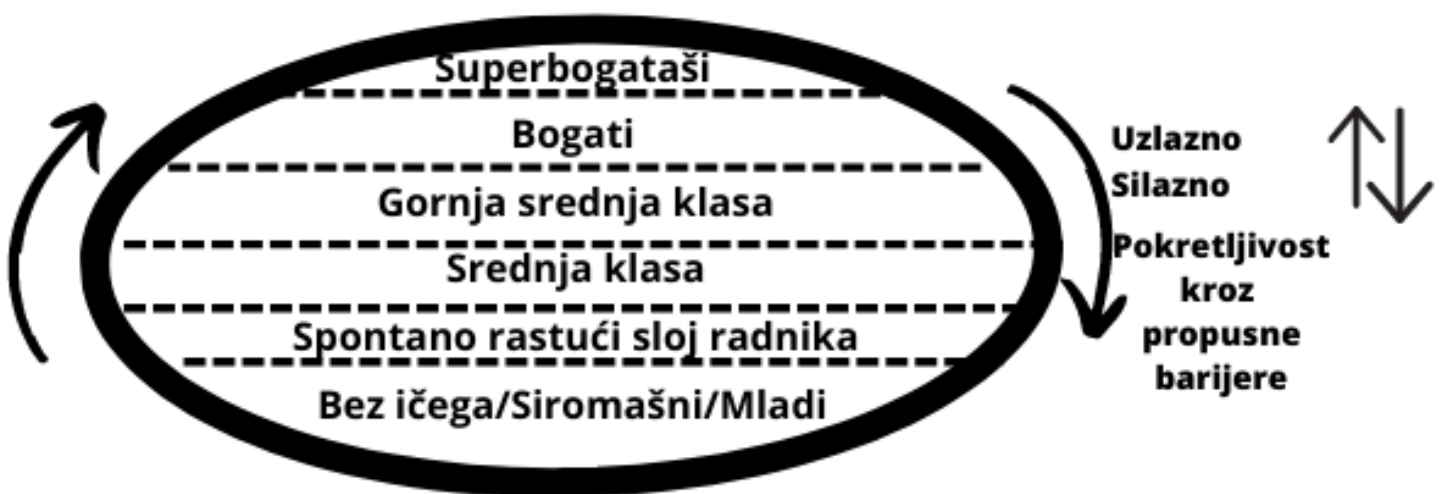 Superbogataši
Bogati
Gornja srednja klasa
Srednja klasa
Spontano rastući sloj radnika
Bez ičega/Siromašni/Mladi
Uzlazno
Silazno
Pokretljivost
kroz
propusne
barijere